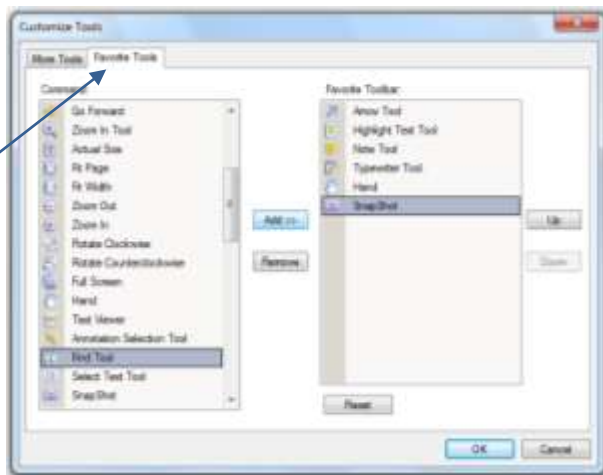 Customize Tools
More Tools
Favorite Tools
Command:
Go Forward
Zoom In Tool
Actual Size
Fit Page
Fit Width
Zoom Out
Zoom In
Rotate Clockwise
Rotate Counterclockwise
Full Screen
Hand
Text Viewer
Annotation Selection Tool
Find Tool
Select Text Tool
SnapShot
Add >>
Remove
Favorite Toolbar:
Arrow Tool
Highlight Text Tool
Note Tool
Typewriter Tool
Hand
SnapShot
Up
Down
Reset
OK
Cancel